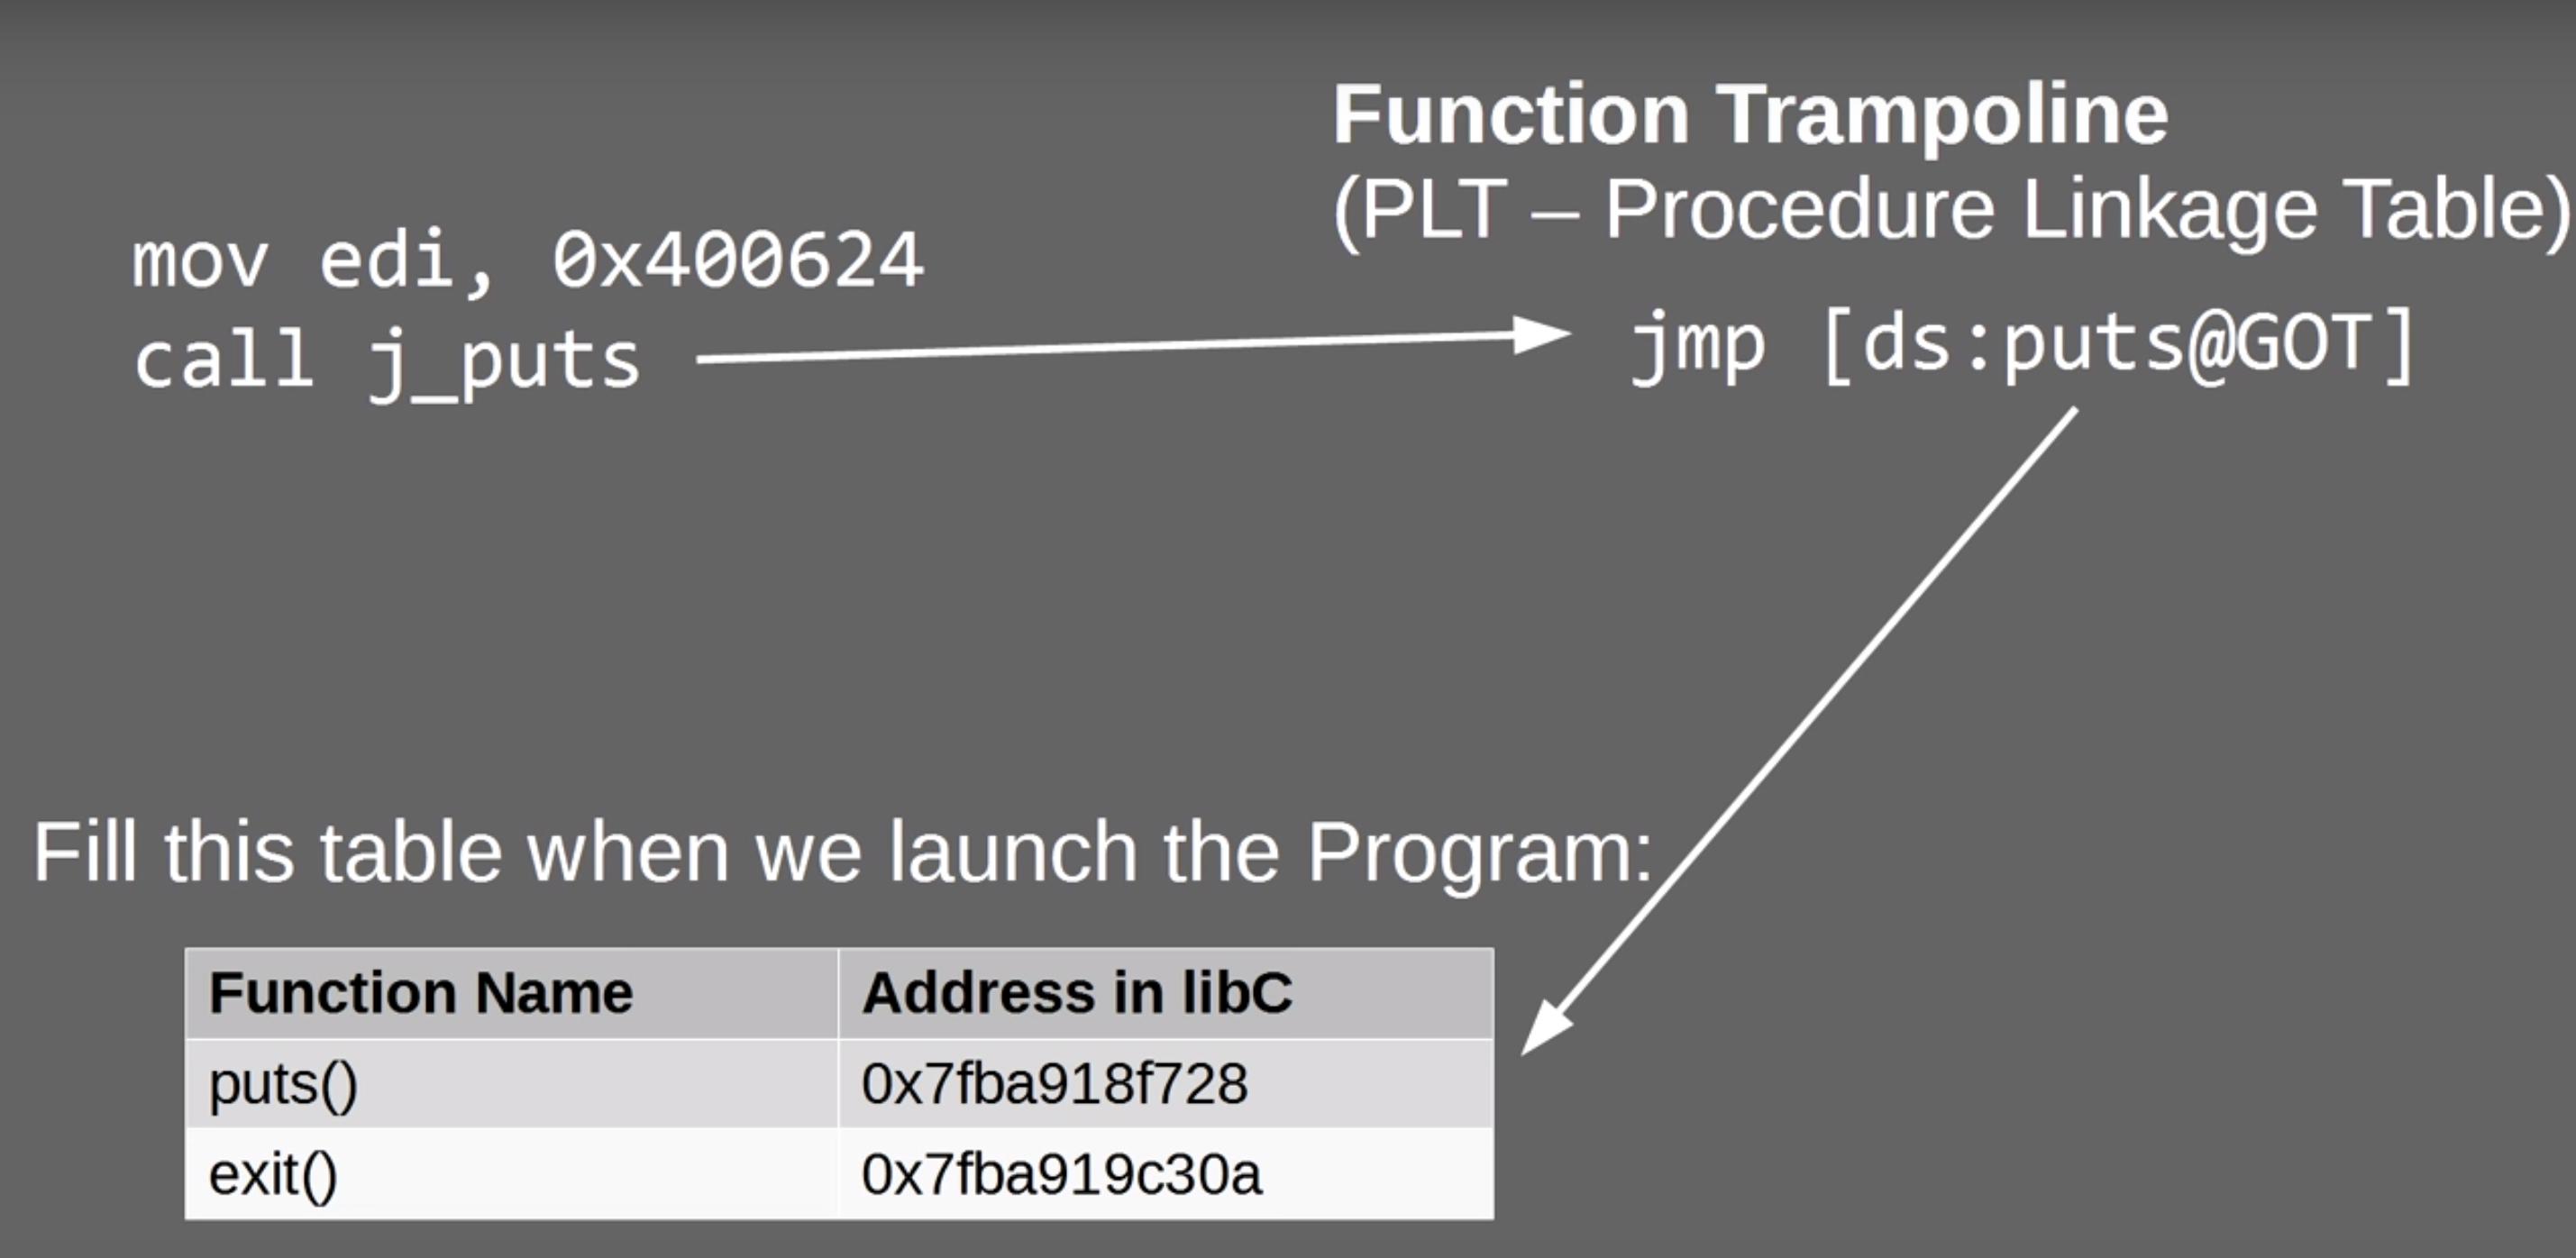 Function Trampoline
(PLT – Procedure Linkage Table)
mov edi, 0x400624
call j_puts
jmp [ds:puts@GOT]
Fill this table when we launch the Program:
Function Name Address in libC
puts() 0x7fba918f728
exit() 0x7fba919c30a